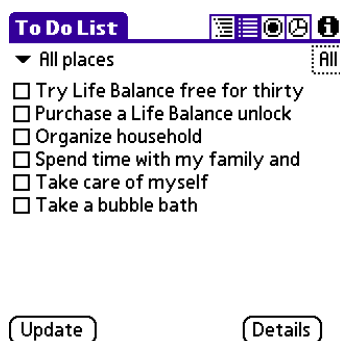 To Do List
All places
All
Try Life Balance free for thirty
Purchase a Life Balance unlock
Organize household
Spend time with my family and
Take care of myself
Take a bubble bath
Update
Details